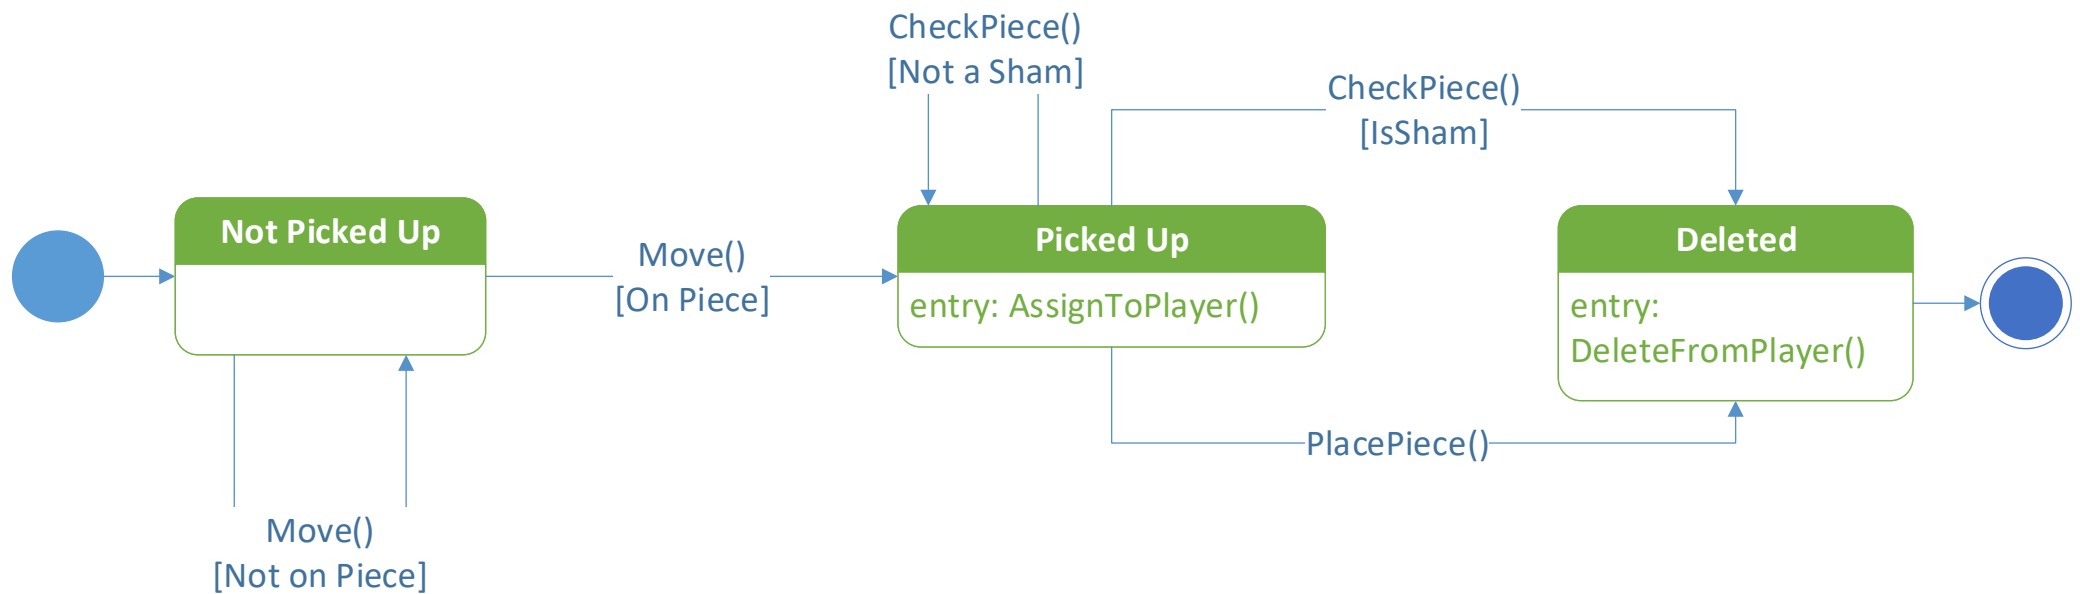 CheckPiece()
[Not a Sham]
CheckPiece()
[IsSham]
Not Picked Up
Move()
[On Piece]
Picked Up
entry: AssignToPlayer()
Deleted
entry:
DeleteFromPlayer()
PlacePiece()
Move()
[Not on Piece]